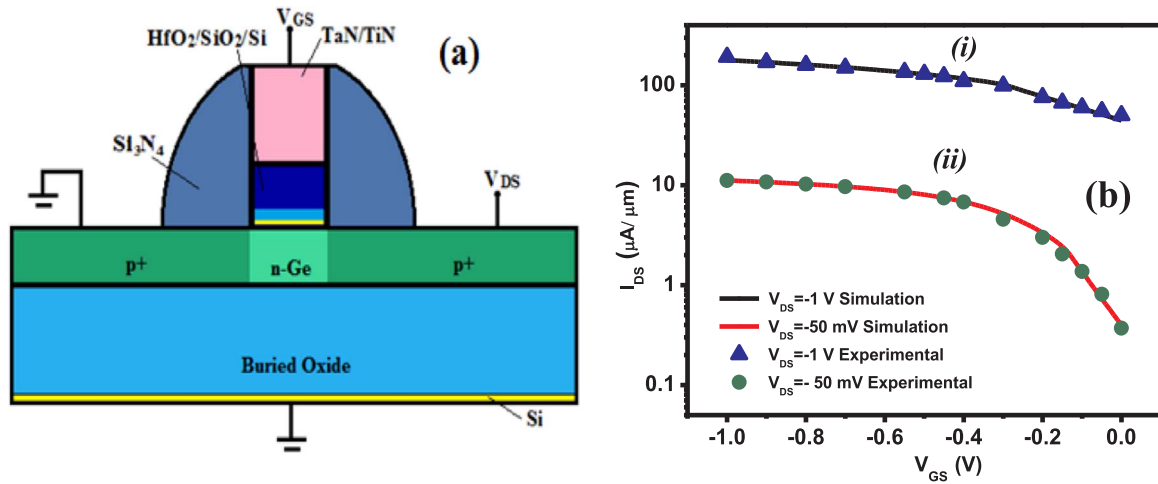 V_GS
HfO₂/SiO₂/Si
TaN/TiN
(a)
Si₃N₄
V_DS
p+
n-Ge
p+
Buried Oxide
Si
(i)
100
(ii)
10
(b)
I_DS (μA/ μm)
1
V_DS=-1 V Simulation
V_DS=-50 mV Simulation
V_DS=-1 V Experimental
V_DS=- 50 mV Experimental
0.1
-1.0 -0.8 -0.6 -0.4 -0.2 0.0
V_GS (V)